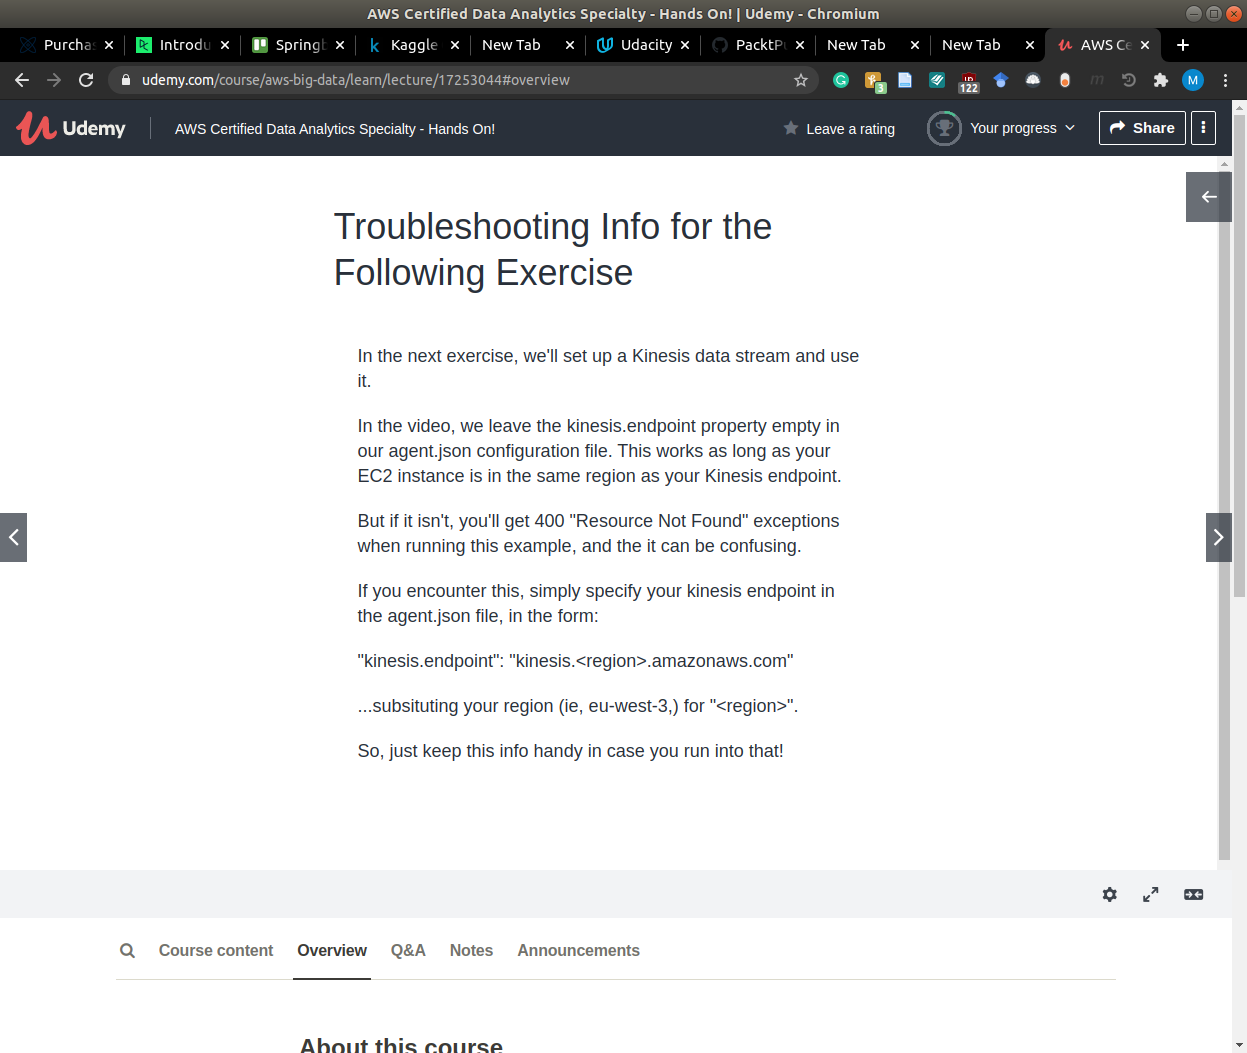 AWS Certified Data Analytics Specialty - Hands On! | Udemy - Chromium
Purchas Introdu Springb Kaggle New Tab Udacity PacktPu New Tab New Tab AWS Ce
udemy.com/course/aws-big-data/learn/lecture/17253044#overview
3
122
M
Udemy AWS Certified Data Analytics Specialty - Hands On! Leave a rating Your progress Share
Troubleshooting Info for the
Following Exercise
In the next exercise, we'll set up a Kinesis data stream and use
it.
In the video, we leave the kinesis.endpoint property empty in
our agent.json configuration file. This works as long as your
EC2 instance is in the same region as your Kinesis endpoint.
But if it isn't, you'll get 400 "Resource Not Found" exceptions
when running this example, and the it can be confusing.
If you encounter this, simply specify your kinesis endpoint in
the agent.json file, in the form:
"kinesis.endpoint": "kinesis.<region>.amazonaws.com"
...subsituting your region (ie, eu-west-3,) for "<region>".
So, just keep this info handy in case you run into that!
Course content Overview Q&A Notes Announcements
About this course